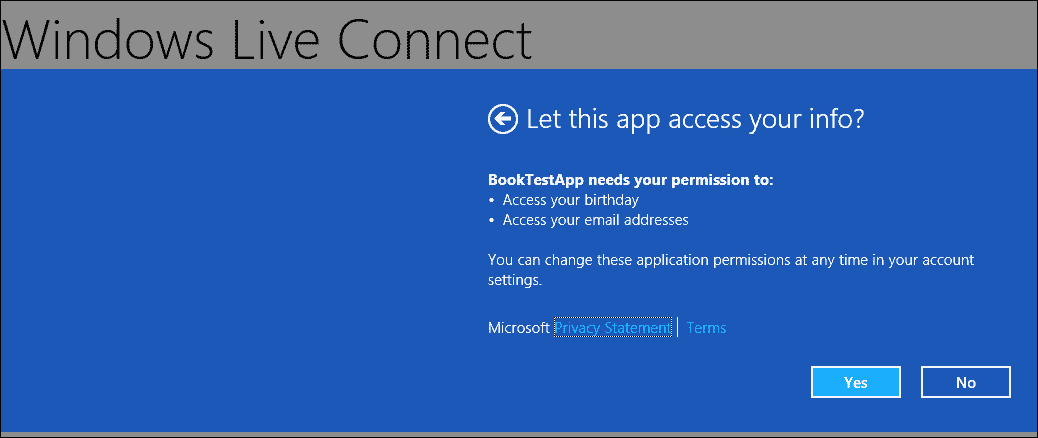 Windows Live Connect
Let this app access your info?
BookTestApp needs your permission to:
• Access your birthday
• Access your email addresses
You can change these application permissions at any time in your account
settings.
Microsoft Privacy Statement | Terms
Yes No